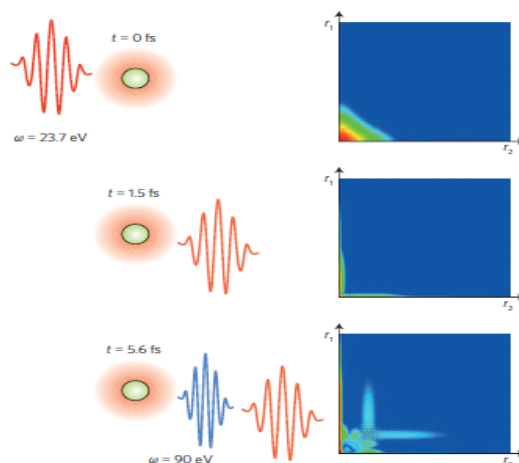 t = 0 fs
r1
ω = 23.7 eV
r2
t = 1.5 fs
r1
r2
t = 5.6 fs
r1
ω = 90 eV